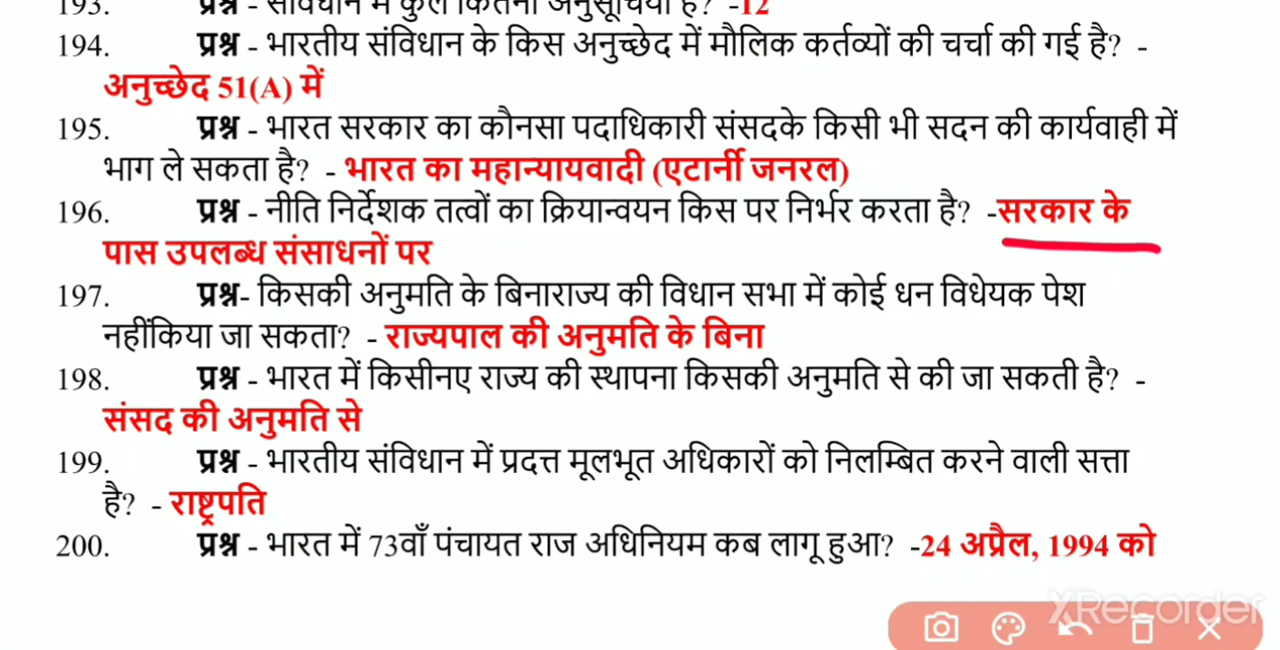 193. प्रश्न - संविधान में कुल कितनी अनुसूचियां है? -12
194. प्रश्न - भारतीय संविधान के किस अनुच्छेद में मौलिक कर्तव्यों की चर्चा की गई है? -
अनुच्छेद 51(A) में
195. प्रश्न - भारत सरकार का कौनसा पदाधिकारी संसदके किसी भी सदन की कार्यवाही में
भाग ले सकता है? - भारत का महान्यायवादी (एटार्नी जनरल)
196. प्रश्न - नीति निर्देशक तत्वों का क्रियान्वयन किस पर निर्भर करता है? -सरकार के
पास उपलब्ध संसाधनों पर
197. प्रश्न- किसकी अनुमति के बिनाराज्य की विधान सभा में कोई धन विधेयक पेश
नहींकिया जा सकता? - राज्यपाल की अनुमति के बिना
198. प्रश्न - भारत में किसीनए राज्य की स्थापना किसकी अनुमति से की जा सकती है? -
संसद की अनुमति से
199. प्रश्न - भारतीय संविधान में प्रदत्त मूलभूत अधिकारों को निलम्बित करने वाली सत्ता
है? - राष्ट्रपति
200. प्रश्न - भारत में 73वाँ पंचायत राज अधिनियम कब लागू हुआ? -24 अप्रैल, 1994 को
XRecorder